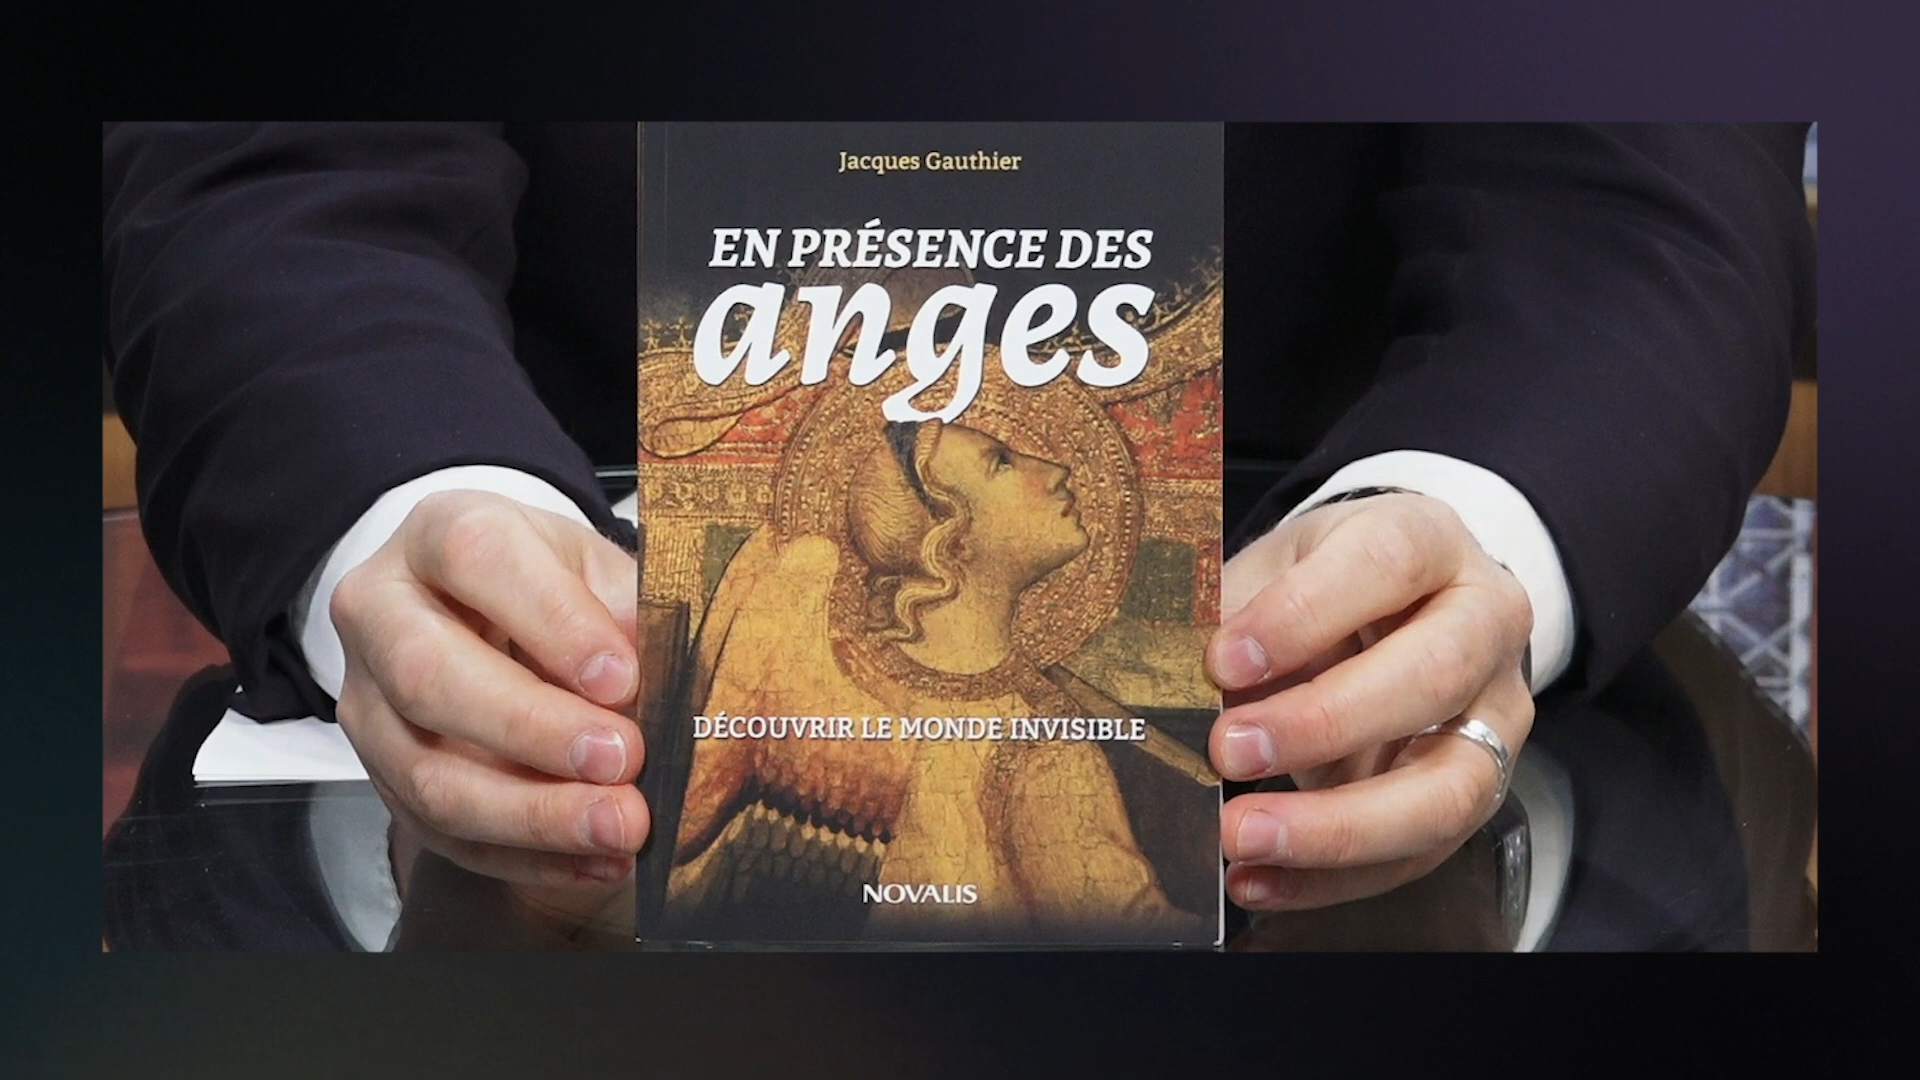 Jacques Gauthier
EN PRÉSENCE DES
anges
DÉCOUVRIR LE MONDE INVISIBLE
NOVALIS